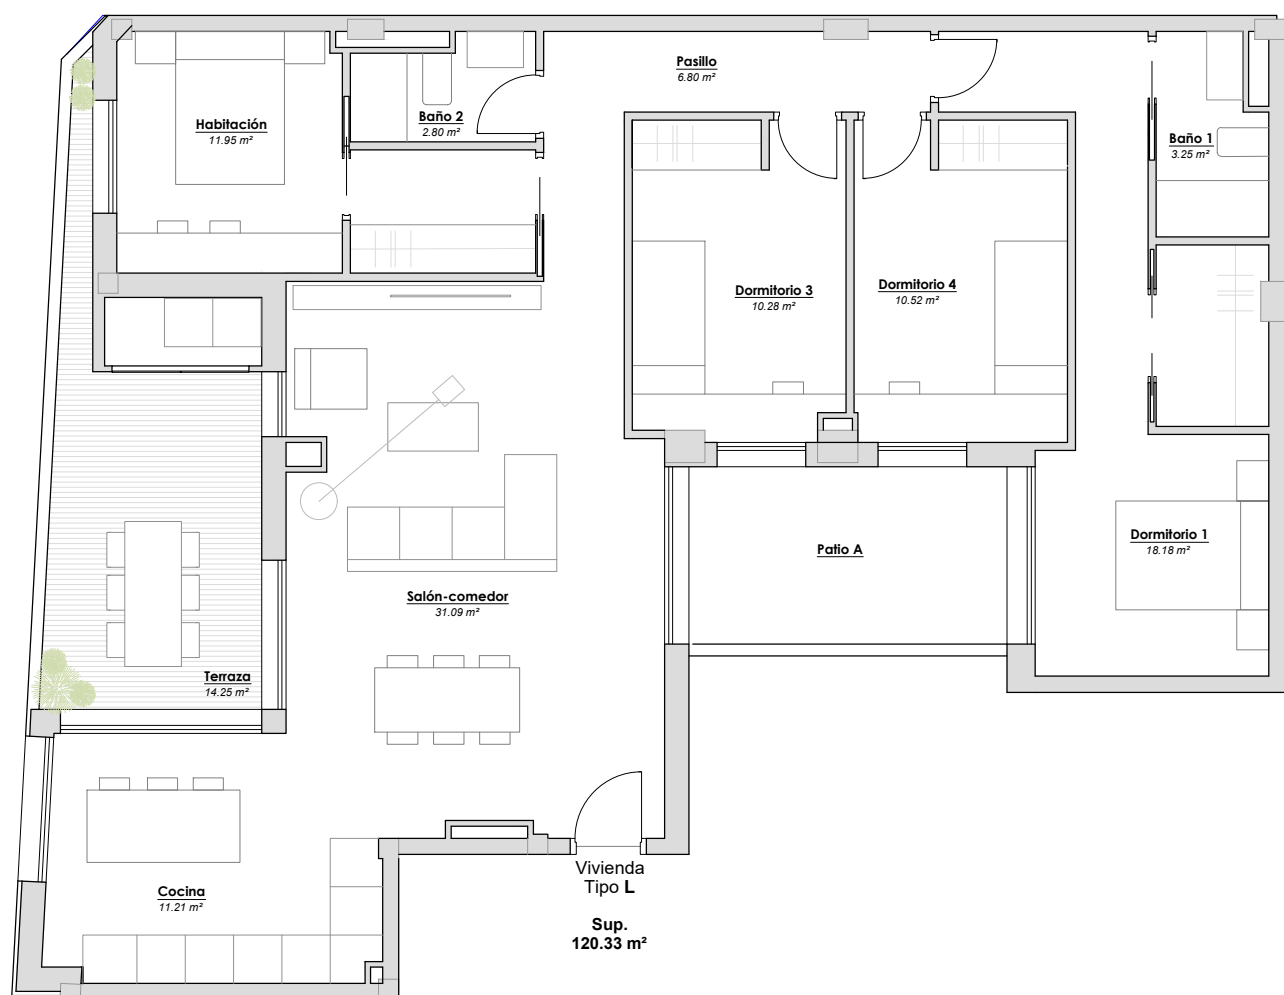 Pasillo
6.80 m²
Habitación
11.95 m²
Baño 2
2.80 m²
Baño 1
3.25 m²
Dormitorio 3
10.28 m²
Dormitorio 4
10.52 m²
Dormitorio 1
18.18 m²
Patio A
Salón-comedor
31.09 m²
Terraza
14.25 m²
Cocina
11.21 m²
Vivienda
Tipo L
Sup.
120.33 m²